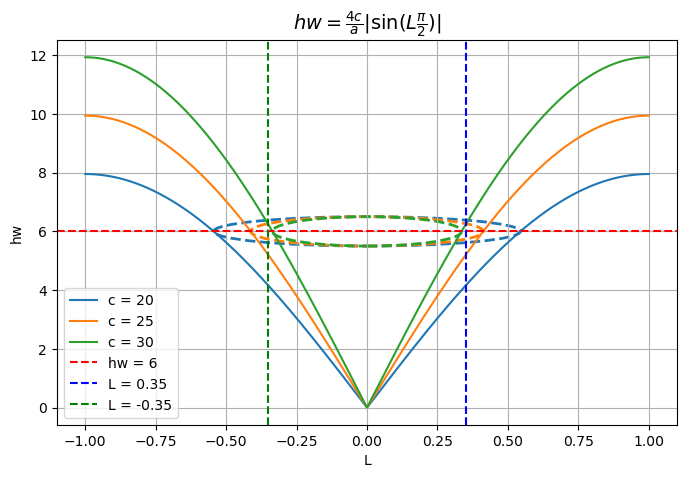 hw = \frac{4c}{a}|sin(L\frac{π}{2})|
hw
12
10
8
6
4
2
0
c = 20
c = 25
c = 30
hw = 6
L = 0.35
L = -0.35
−1.00 −0.75 −0.50 −0.25 0.00 0.25 0.50 0.75 1.00
L